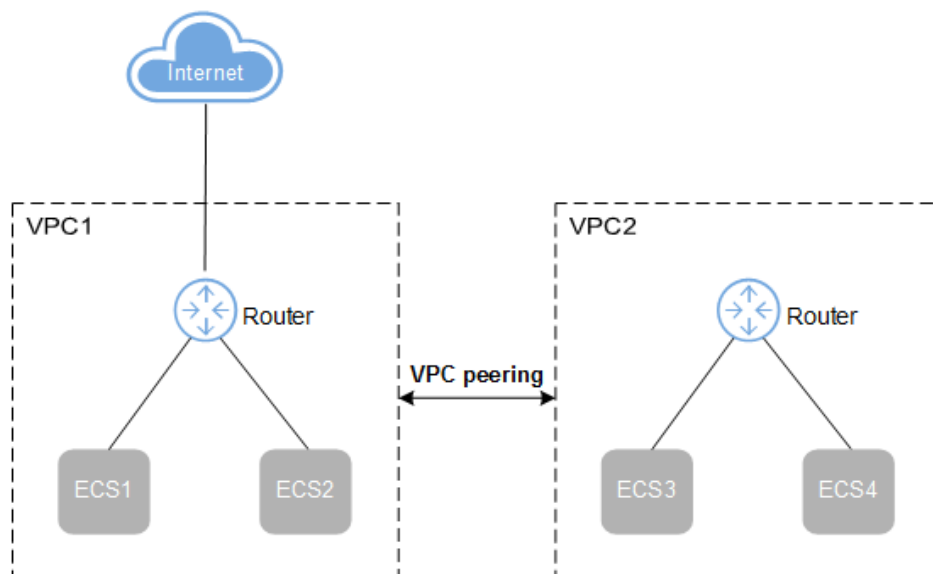 Internet
VPC1
VPC2
Router
Router
VPC peering
ECS1
ECS2
ECS3
ECS4